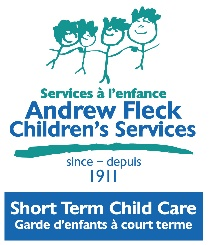 Services à l'enfance
Andrew Fleck
Children's Services
since – depuis
1911
Short Term Child Care
Garde d'enfants à court terme